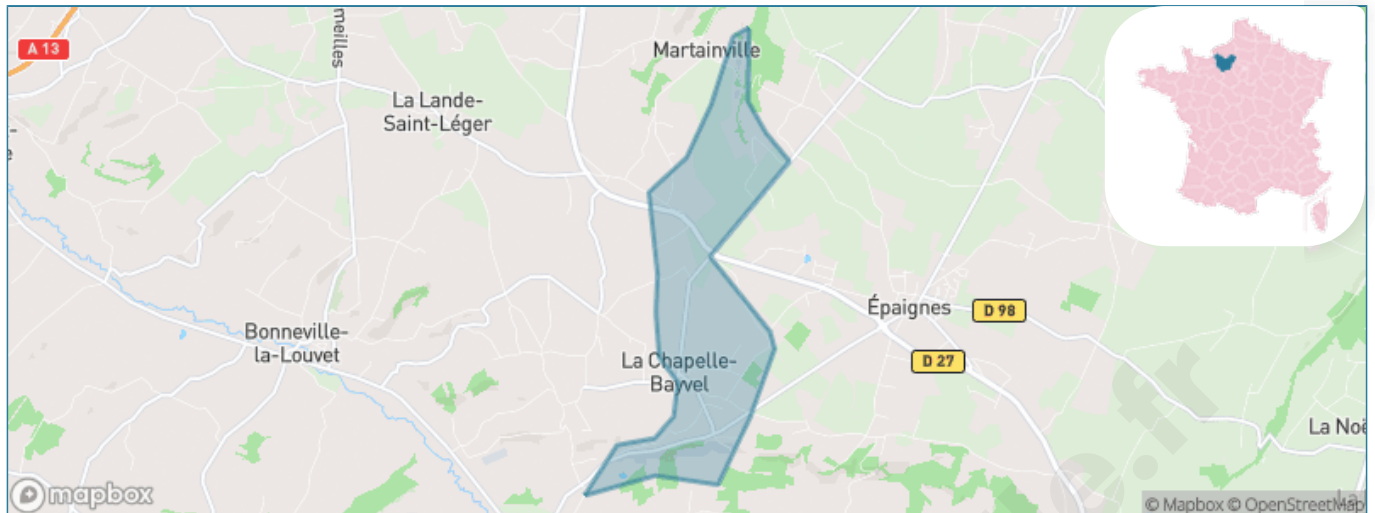 A 13
meilles
Martainville
La Lande-
Saint-Léger
Épaignes
D 98
Bonneville-
la-Louvet
La Chapelle-
Bayvel
D 27
La Noë
mapbox
© Mapbox © OpenStreetMap